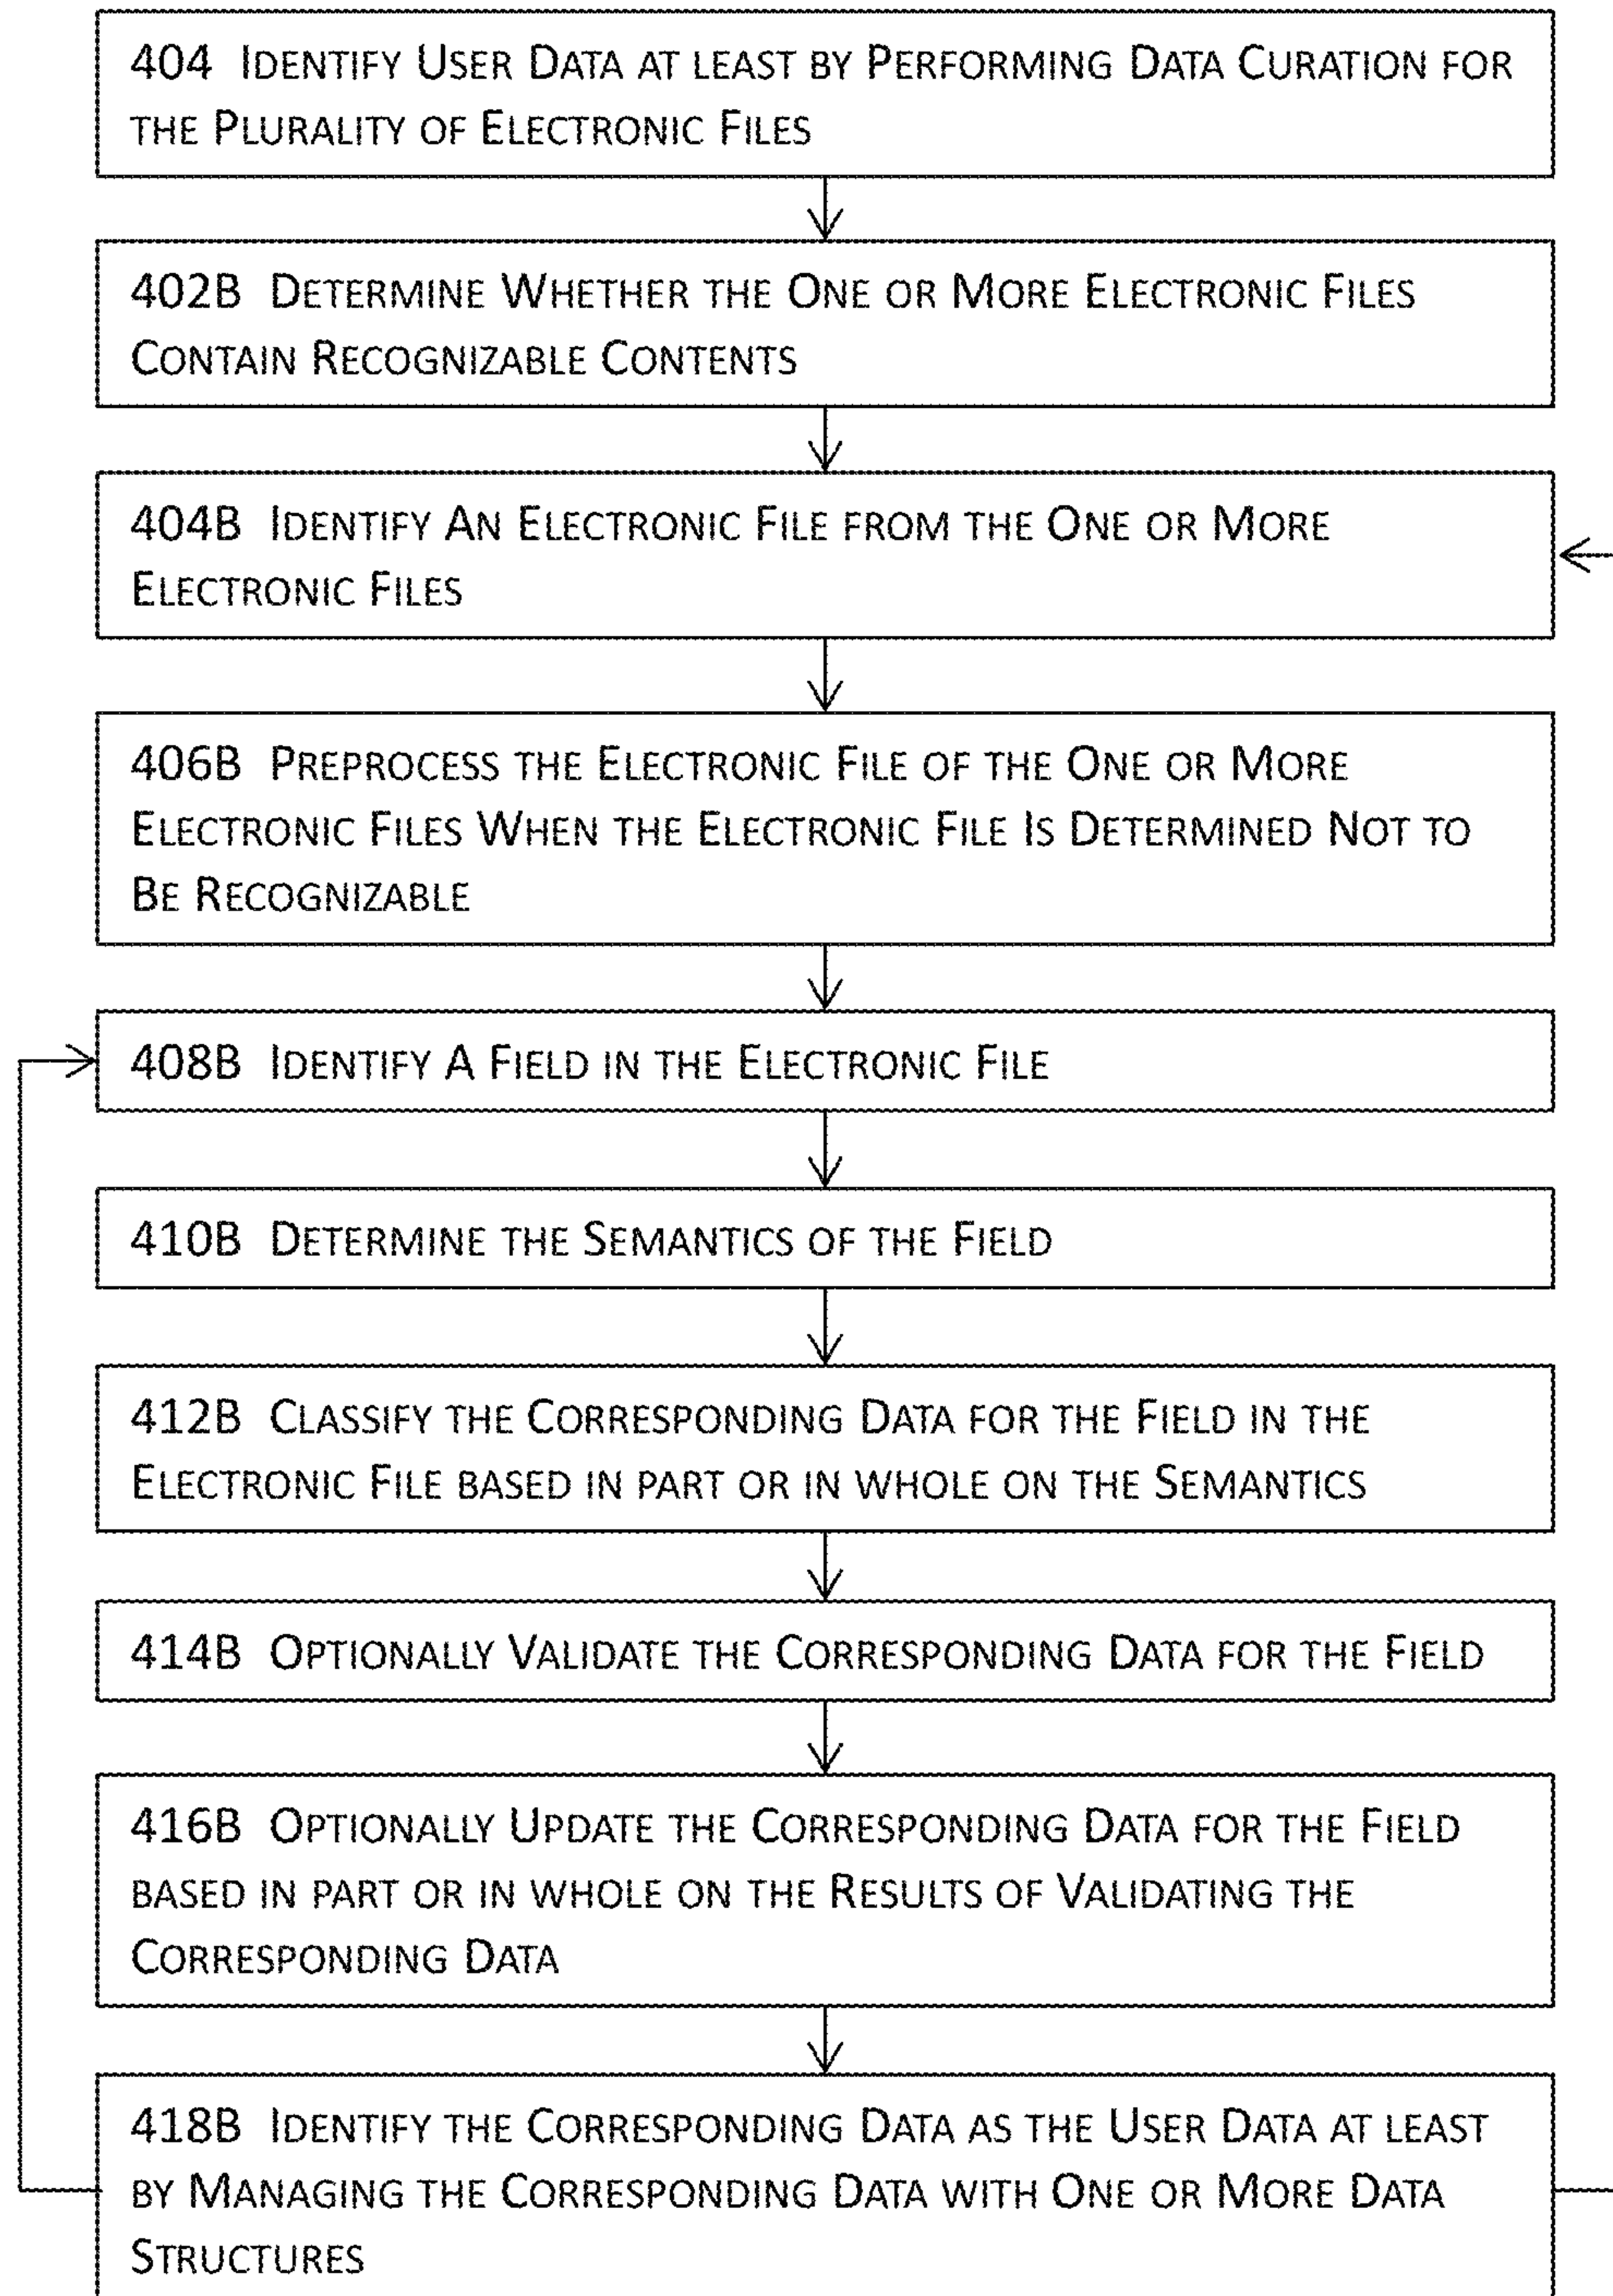 404 Identify User Data at least by Performing Data Curation for
the Plurality of Electronic Files
402B Determine Whether the One or More Electronic Files
Contain Recognizable Contents
404B Identify An Electronic File from the One or More
Electronic Files
406B Preprocess the Electronic File of the One or More
Electronic Files When the Electronic File Is Determined Not to
Be Recognizable
408B Identify A Field in the Electronic File
410B Determine the Semantics of the Field
412B Classify the Corresponding Data for the Field in the
Electronic File based in part or in whole on the Semantics
414B Optionally Validate the Corresponding Data for the Field
416B Optionally Update the Corresponding Data for the Field
based in part or in whole on the Results of Validating the
Corresponding Data
418B Identify the Corresponding Data as the User Data at least
by Managing the Corresponding Data with One or More Data
Structures